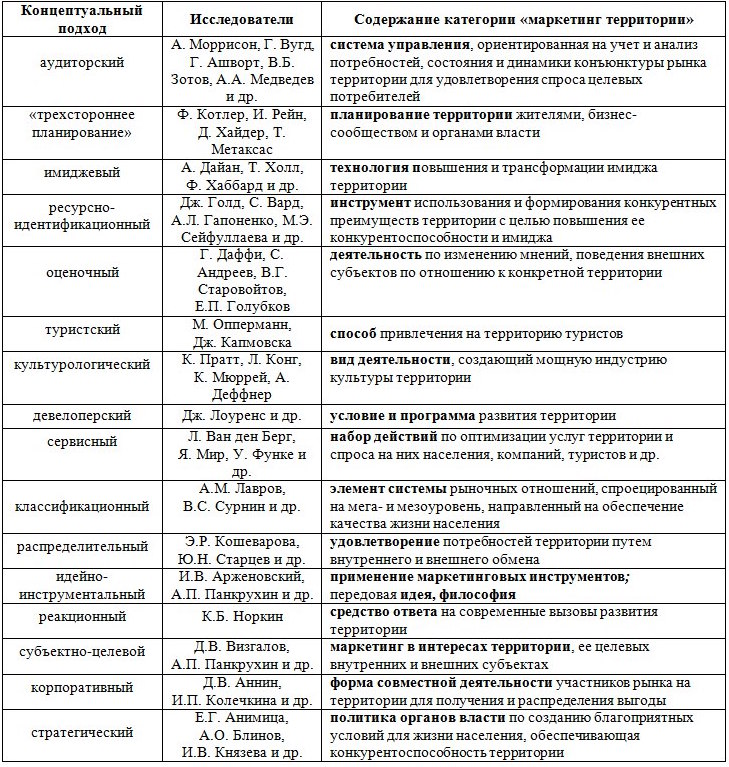 Концептуальный подход Исследователи Содержание категории «маркетинг территории»
аудиторский
А. Моррисон, Г. Вугд,
Г. Ашворт, В.Б.
Зотов, А.А. Медведев
и др.
система управления, ориентированная на учет и анализ
потребностей, состояния и динамики конъюнктуры рынка
территории для удовлетворения спроса целевых
потребителей
«трехстороннее
планирование»
Ф. Котлер, И. Рейн,
Д. Хайдер, Т.
Метаксас
планирование территории жителями, бизнес-
сообществом и органами власти
имиджевый
А. Дайан, Т. Холл,
Ф. Хаббард и др.
технология повышения и трансформации имиджа
территории
ресурсно-
идентификационный
Дж. Голд, С. Вард,
А.Л. Гапоненко, М.Э.
Сейфуллаева и др.
инструмент использования и формирования конкурентных
преимуществ территории с целью повышения ее
конкурентоспособности и имиджа
оценочный
Г. Даффи, С.
Андреев, В.Г.
Старовойтов,
Е.П. Голубков
деятельность по изменению мнений, поведения внешних
субъектов по отношению к конкретной территории
туристский
М. Опперманн,
Дж. Капмовска
способ привлечения на территорию туристов
культурологический
К. Пратт, Л. Конг,
К. Мюррей, А.
Деффнер
вид деятельности, создающий мощную индустрию
культуры территории
девелоперский
Дж. Лоуренс и др.
условие и программа развития территории
сервисный
Л. Ван ден Берг,
Я. Мир, У. Функе и
др.
набор действий по оптимизации услуг территории и
спроса на них населения, компаний, туристов и др.
классификационный
А.М. Лавров,
В.С. Сурнин и др.
элемент системы рыночных отношений, спроецированный
на мега- и мезоуровень, направленный на обеспечение
качества жизни населения
распределительный
Э.Р. Кошеварова,
Ю.Н. Старцев и др.
удовлетворение потребностей территории путем
внутреннего и внешнего обмена
идейно-
инструментальный
И.В. Арженовский,
А.П. Панкрухин и др.
применение маркетинговых инструментов;
передовая идея, философия
реакционный
К.Б. Норкин
средство ответа на современные вызовы развития
территории
субъектно-целевой
Д.В. Визгалов,
А.П. Панкрухин и др.
маркетинг в интересах территории, ее целевых
внутренних и внешних субъектах
корпоративный
Д.В. Аннин,
И.П. Колечкина и др.
форма совместной деятельности участников рынка на
территории для получения и распределения выгоды
стратегический
Е.Г. Анимица,
А.О. Блинов,
И.В. Князева и др.
политика органов власти по созданию благоприятных
условий для жизни населения, обеспечивающая
конкурентоспособность территории